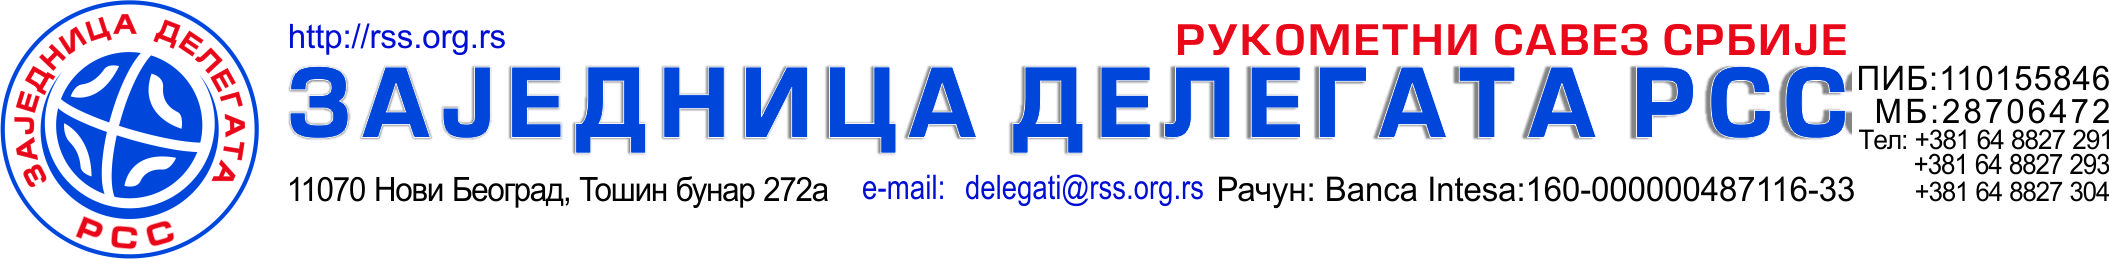 ЗАЈЕДНИЦА ДЕЛЕГАТА
РСС
http://rss.org.rs
РУКОМЕТНИ САВЕЗ СРБИЈЕ
ЗАЈЕДНИЦА ДЕЛЕГАТА РСС
11070 Нови Београд, Тошин бунар 272а e-mail: delegati@rss.org.rs Рачун: Banca Intesa:160-000000487116-33
ПИБ:110155846
МБ:28706472
Тел: +381 64 8827 291
+381 64 8827 293
+381 64 8827 304